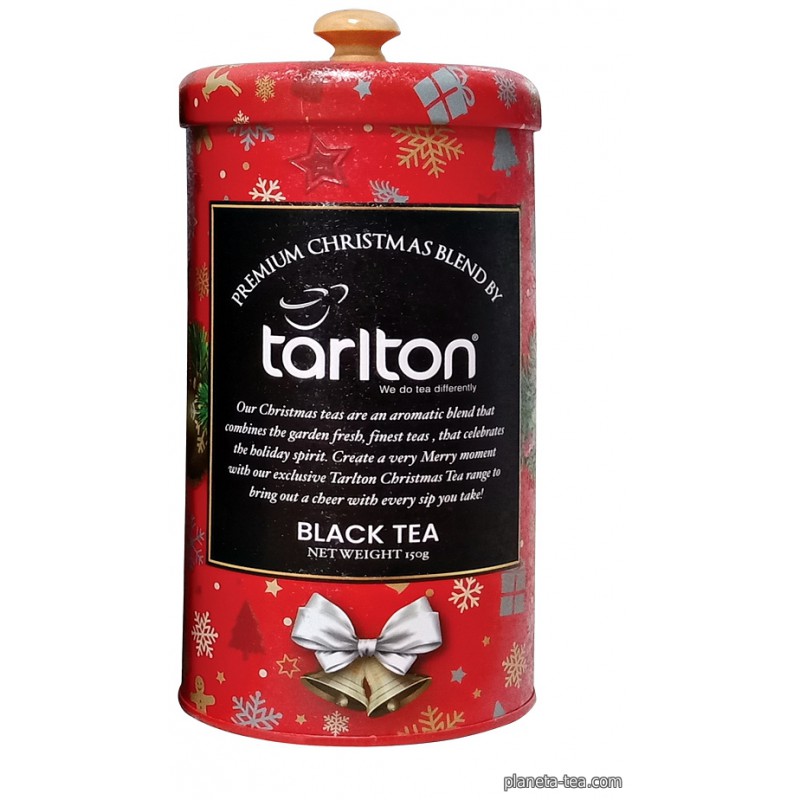 PREMIUM CHRISTMAS BLEND BY
tarlton®
We do tea differently
Our Christmas teas are an aromatic blend that
combines the garden fresh, finest teas , that celebrates
the holiday spirit. Create a very Merry moment
with our exclusive Tarlton Christmas Tea range to
bring out a cheer with every sip you take!
BLACK TEA
NET WEIGHT 150g
planeta-tea.com